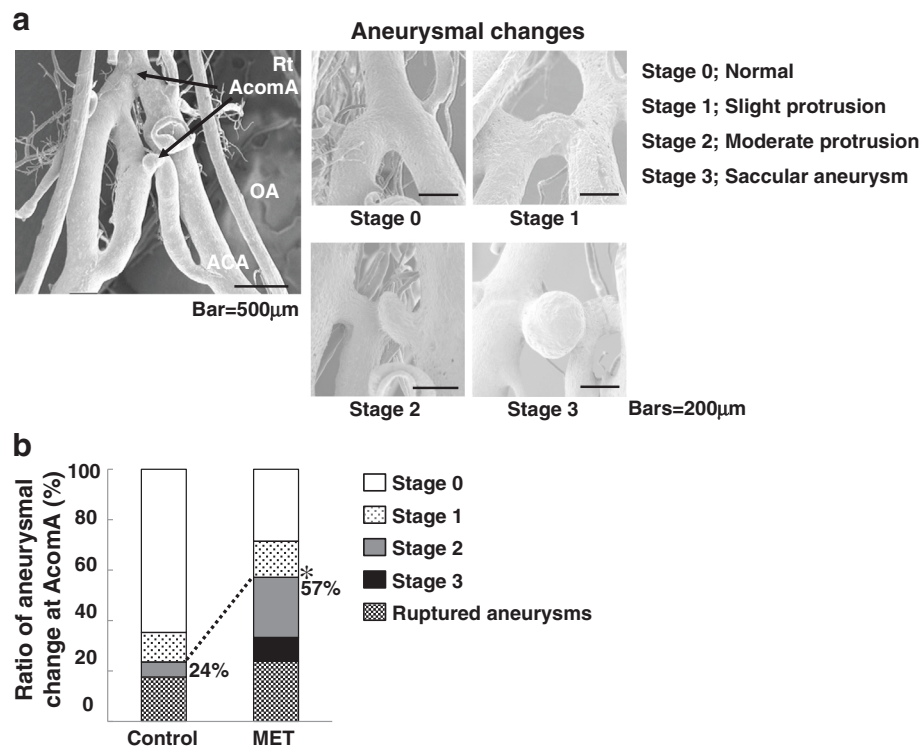 a
Aneurysmal changes
Rt
AcomA
OA
ACA
Bar=500μm
Stage 0
Stage 1
Stage 2
Stage 3
Bars=200μm
Stage 0; Normal
Stage 1; Slight protrusion
Stage 2; Moderate protrusion
Stage 3; Saccular aneurysm
b
Ratio of aneurysmal
change at AcomA (%)
100
80
60
40
20
0
24%
*
57%
Control
MET
Stage 0
Stage 1
Stage 2
Stage 3
Ruptured aneurysms